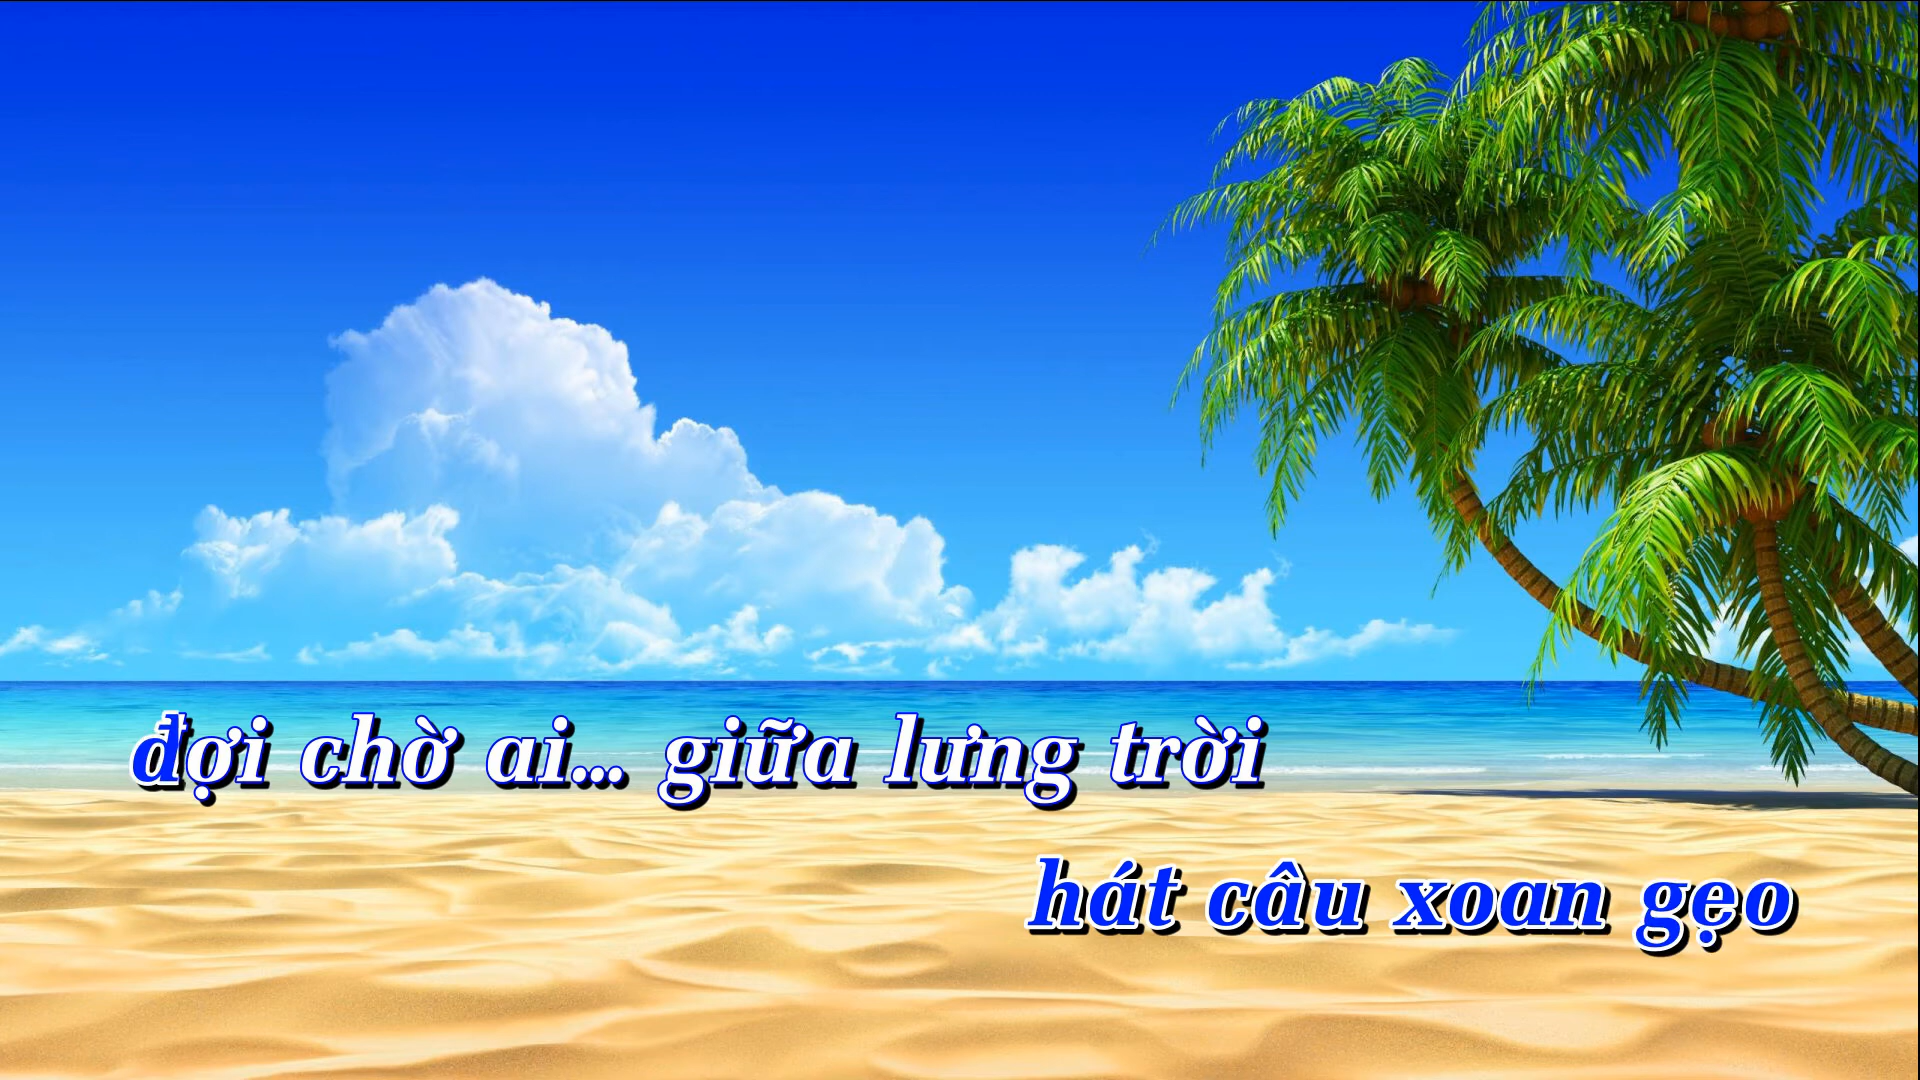 đợi chờ ai... giữa lưng trời
hát câu xoan gẹo